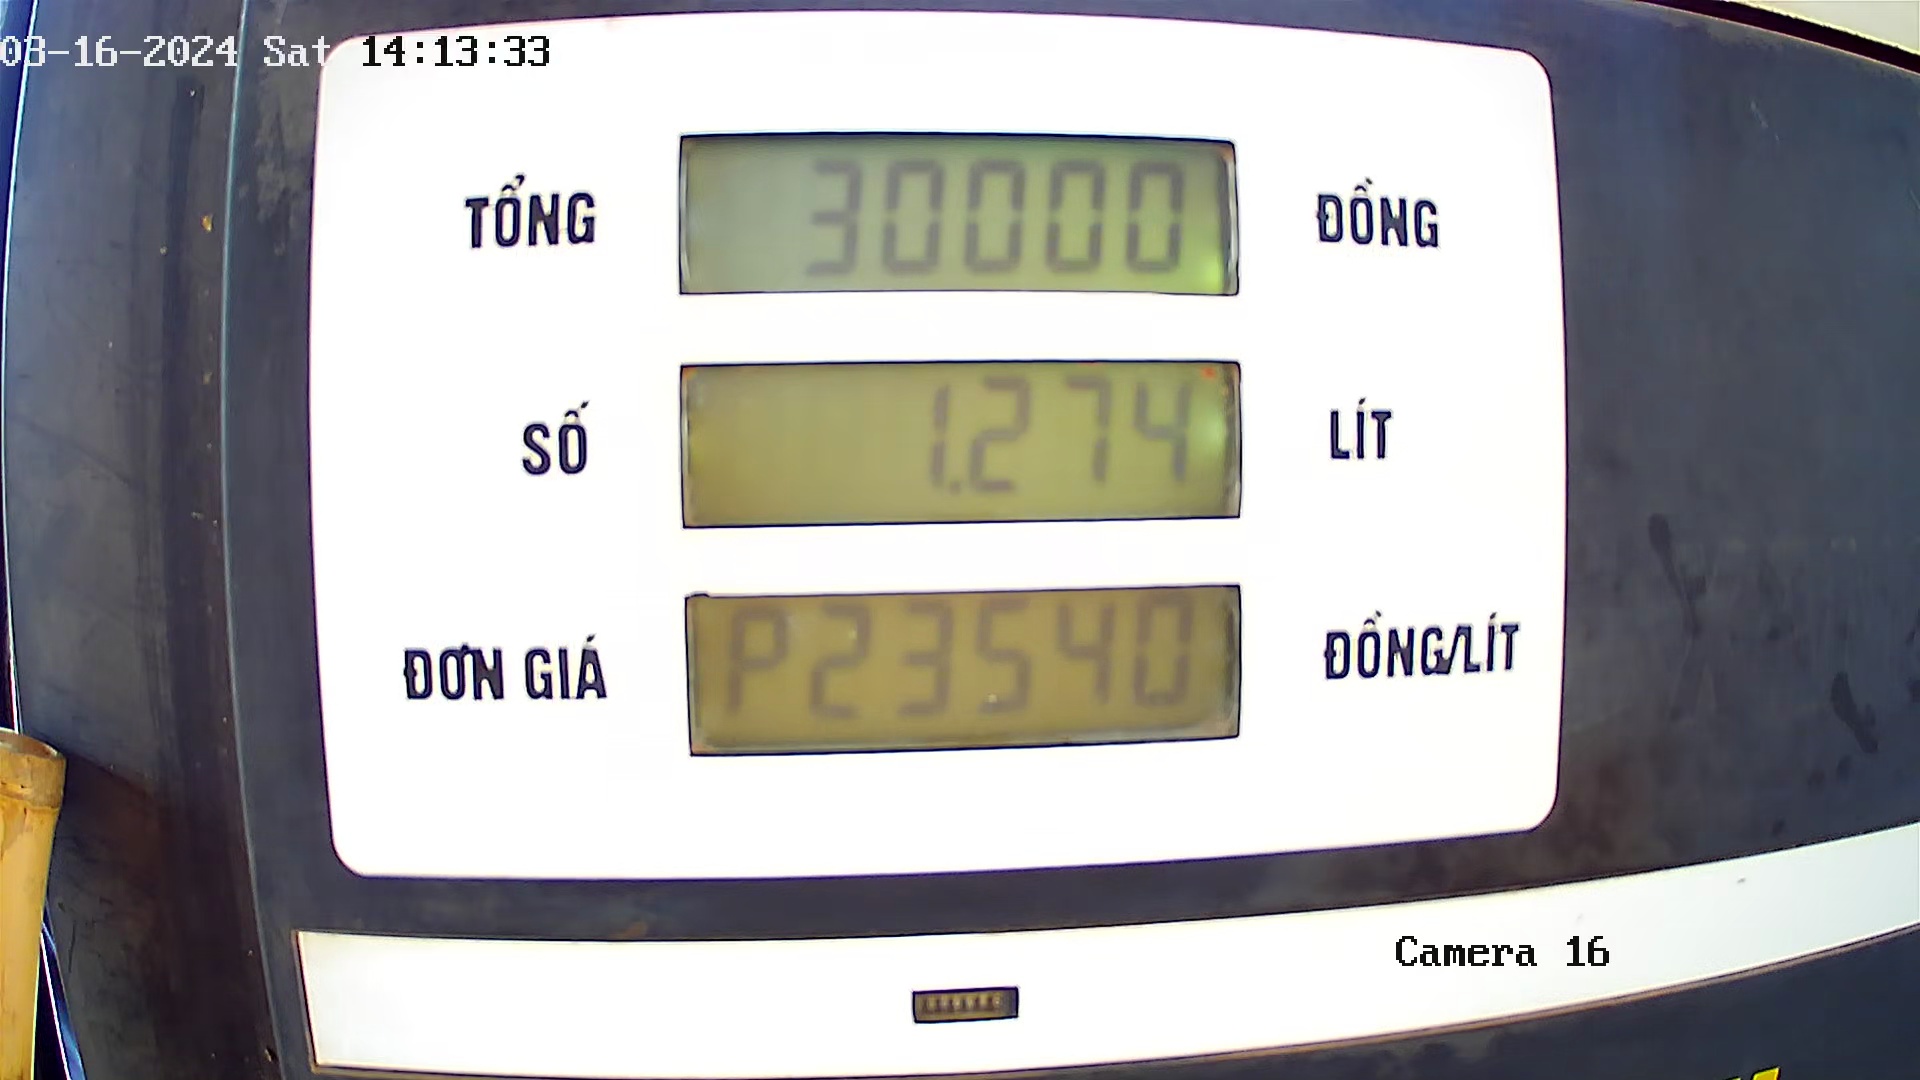 03-16-2024 Sat 14:13:33
TỔNG 30000 ĐỒNG
SỐ 1.274 LÍT
ĐƠN GIÁ P23540 ĐỒNG/LÍT
Camera 16